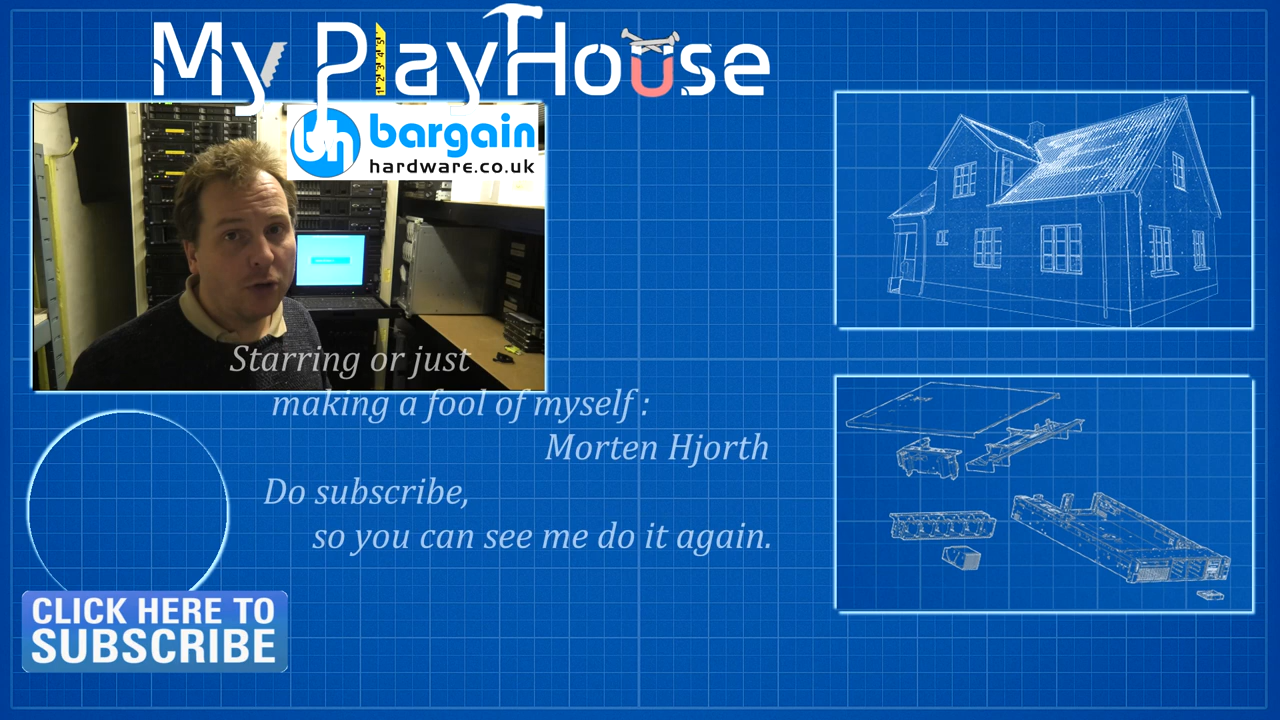 My PlayHouse
bh bargain
hardware.co.uk
Starring or just
making a fool of myself :
Morten Hjorth
Do subscribe,
so you can see me do it again.
CLICK HERE TO
SUBSCRIBE